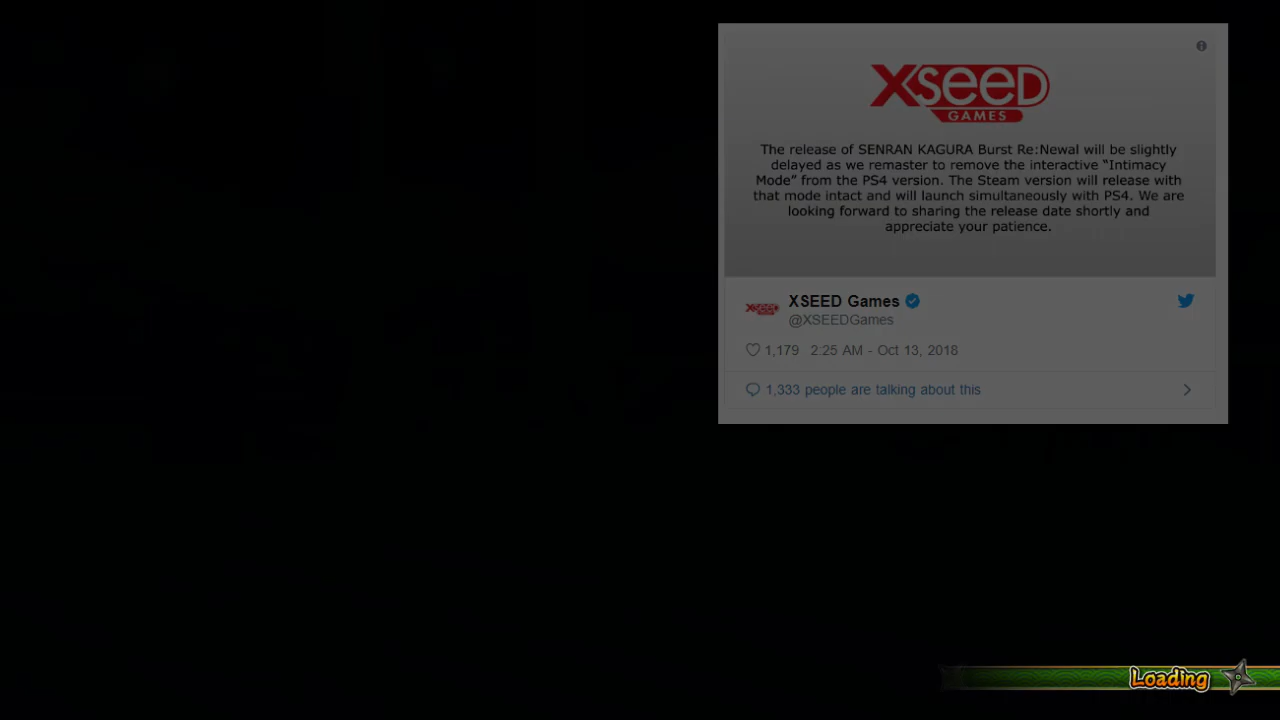 XSEED
GAMES
The release of SENRAN KAGURA Burst Re:Newal will be slightly
delayed as we remaster to remove the interactive “Intimacy
Mode” from the PS4 version. The Steam version will release with
that mode intact and will launch simultaneously with PS4. We are
looking forward to sharing the release date shortly and
appreciate your patience.
XSEED
XSEED Games
@XSEEDGames
1,179 2:25 AM - Oct 13, 2018
1,333 people are talking about this
Loading